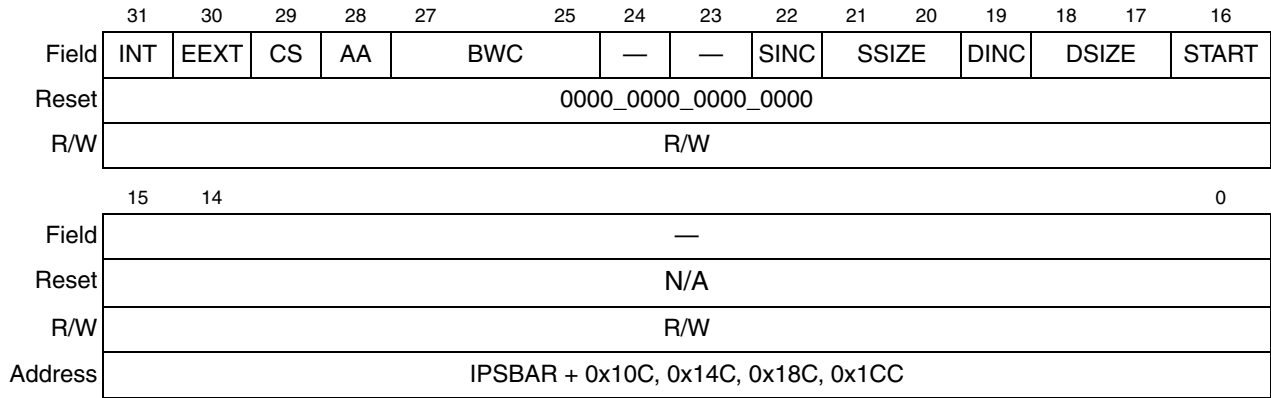 31 30 29 28 27 25 24 23 22 21 20 19 18 17 16
Field INT EEXT CS AA BWC — — SINC SSIZE DINC DSIZE START
Reset 0000_0000_0000_0000
R/W R/W
15 14 0
Field —
Reset N/A
R/W R/W
Address IPSBAR + 0x10C, 0x14C, 0x18C, 0x1CC